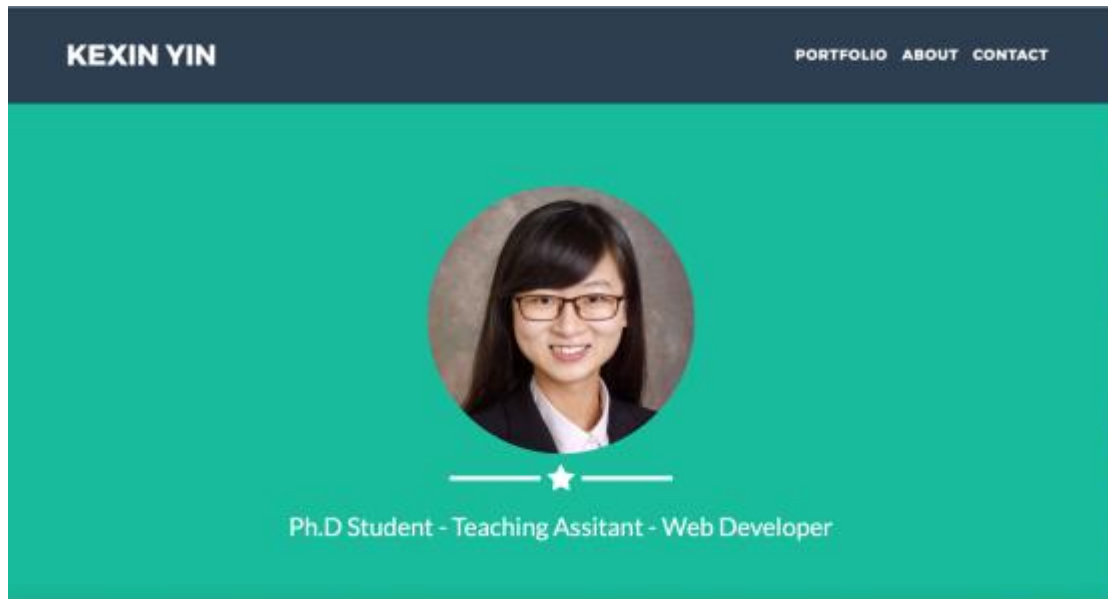 KEXIN YIN
PORTFOLIO ABOUT CONTACT
Ph.D Student - Teaching Assitant - Web Developer